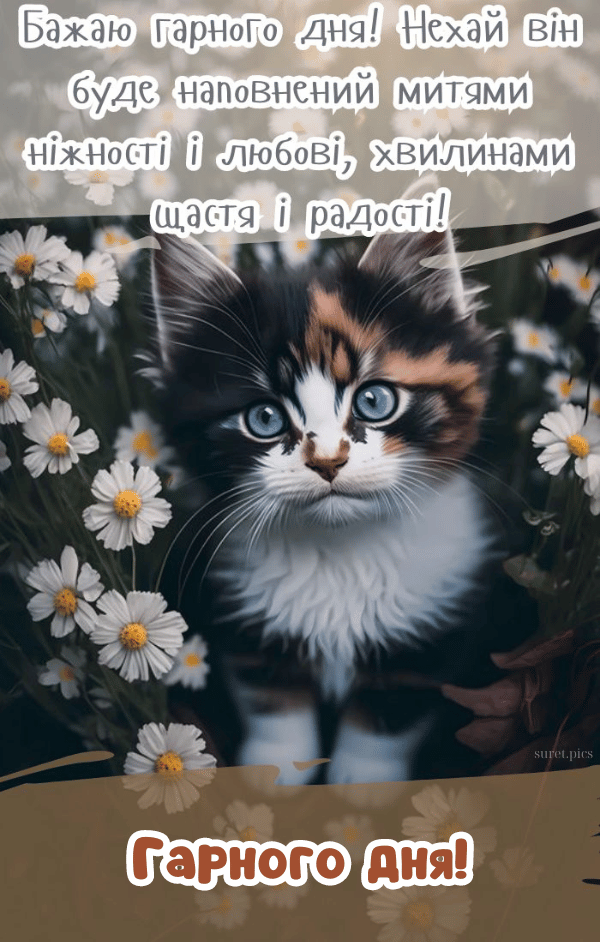 Бажаю гарного дня! Нехай він
буде наповнений митями
ніжності і любові, хвилинами
щастя і радості!
suret.pics
Гарного дня!